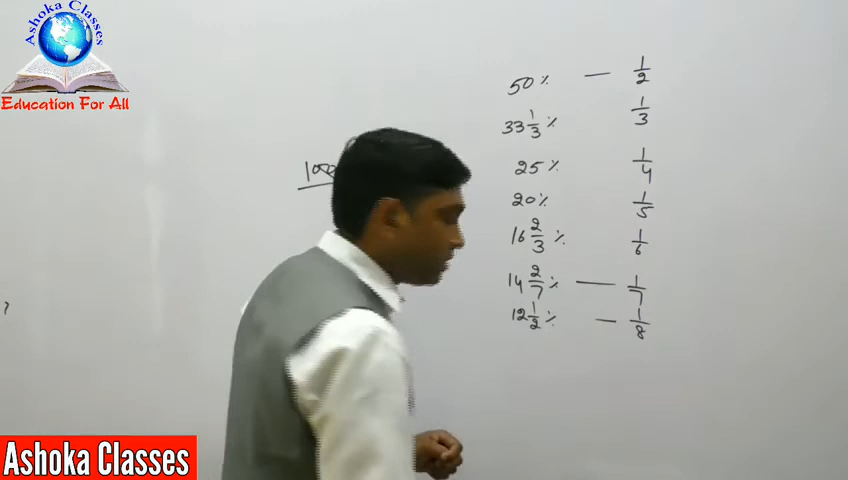 Ashoka Classes
Education For All
50% — 1/2
33 1/3% 1/3
25% 1/4
20% 1/5
16 2/3% 1/6
14 2/7% — 1/7
12 1/2% — 1/8
?
Ashoka Classes